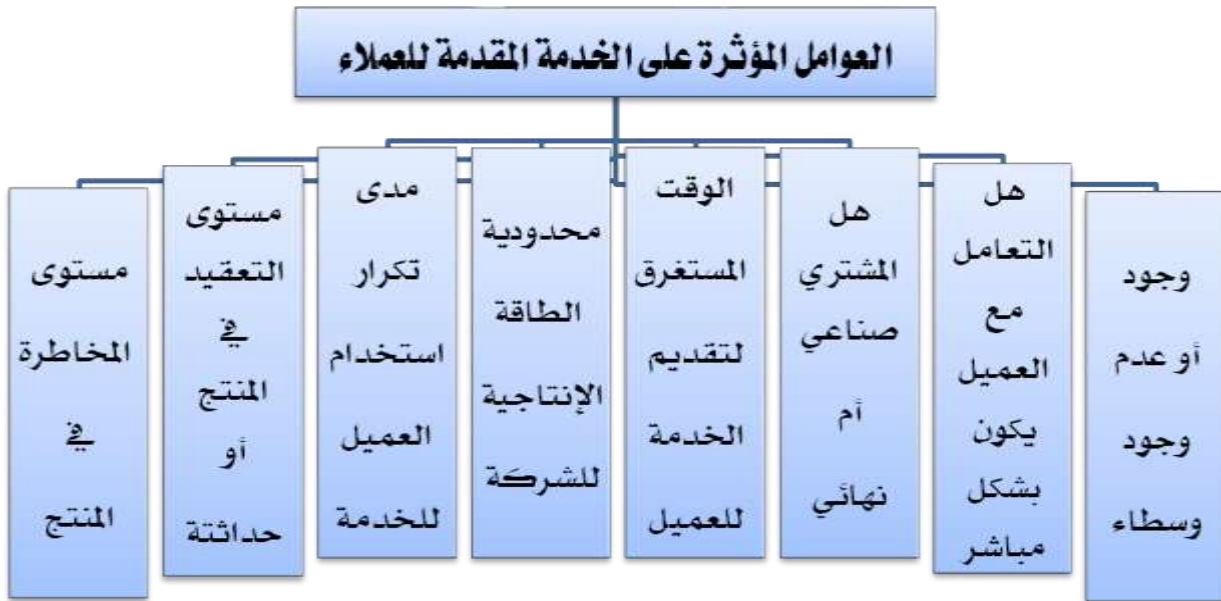 العوامل المؤثرة على الخدمة المقدمة للعملاء
وجود
أو عدم
وجود
وسطاء
هل
التعامل
مع
العميل
يكون
بشكل
مباشر
هل
المشتري
صناعي
أم
نهائي
الوقت
المستغرق
لتقديم
الخدمة
للعميل
محدودية
الطاقة
الإنتاجية
للشركة
مدى
تكرار
استخدام
العميل
للخدمة
مستوى
التعقيد
في
المنتج
أو
حداثتة
مستوى
المخاطرة
في
المنتج